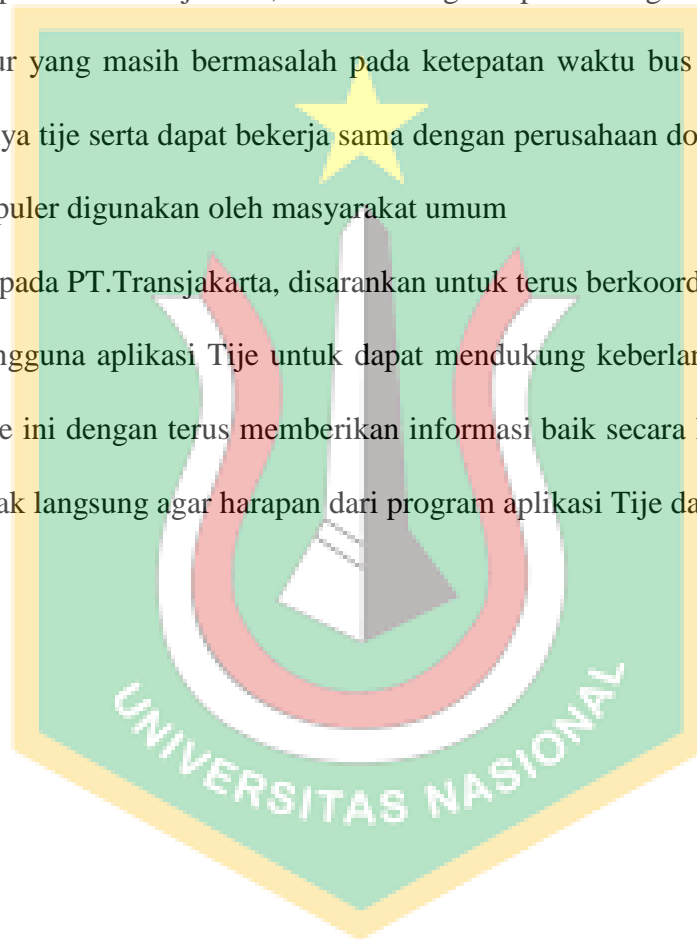 ur yang masih bermasalah pada ketepatan waktu bus
ya tije serta dapat bekerja sama dengan perusahaan do
puler digunakan oleh masyarakat umum
pada PT.Transjakarta, disarankan untuk terus berkoord
ngguna aplikasi Tije untuk dapat mendukung keberlan
e ini dengan terus memberikan informasi baik secara
ak langsung agar harapan dari program aplikasi Tije da
UNIVERSITAS NASIONAL